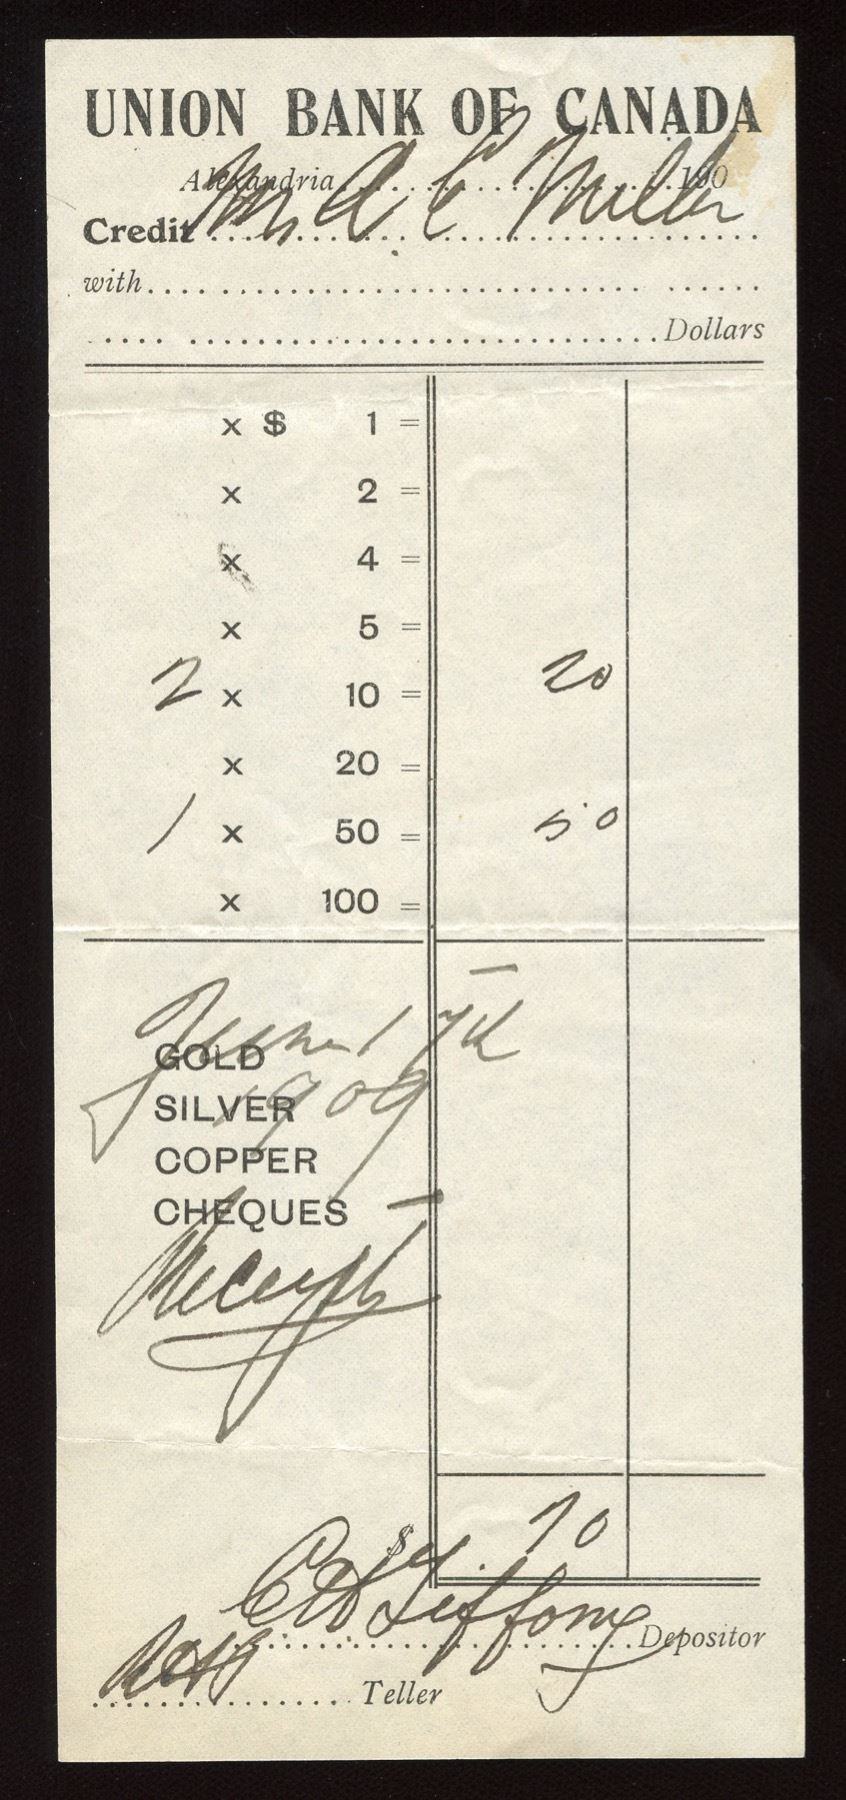 UNION BANK OF CANADA
Alexandria 190
Credit Mr A C Miller
with
Dollars
x $ 1 =
x 2 =
x 4 =
x 5 =
2 x 10 = 20
x 20 =
1 x 50 = 50
x 100 =
June 17th
GOLD
1909
SILVER
COPPER
CHEQUES
Receipt
$ 70
Depositor
Teller